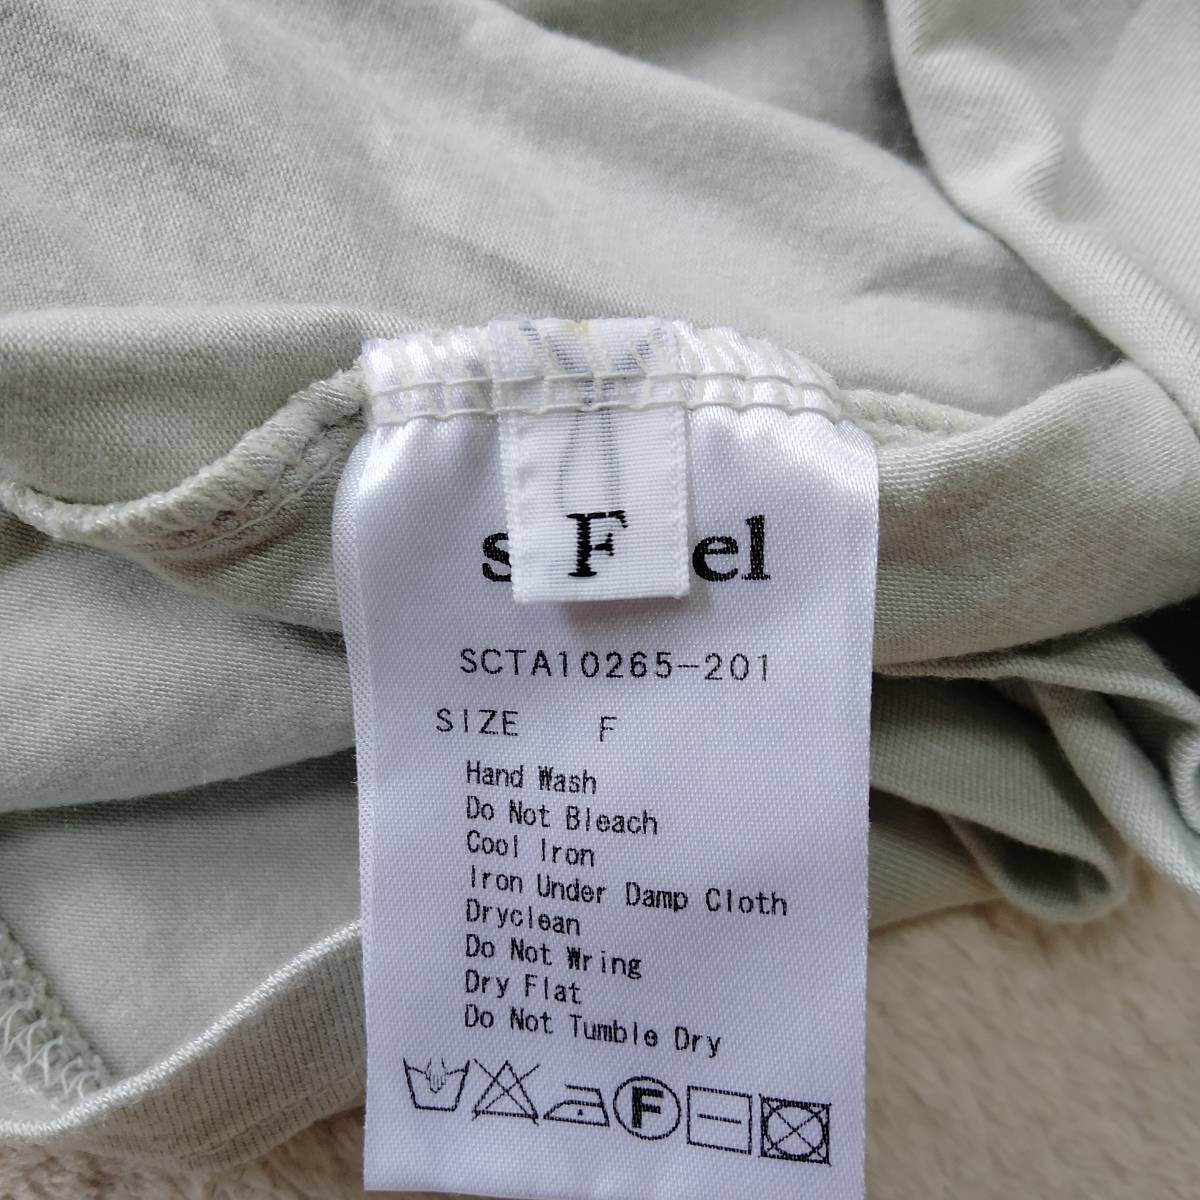 F
el
SCTA10265-201
SIZE F
Hand Wash
Do Not Bleach
Cool Iron
Iron Under Damp Cloth
Dryclean
Do Not Wring
Dry Flat
Do Not Tumble Dry
F